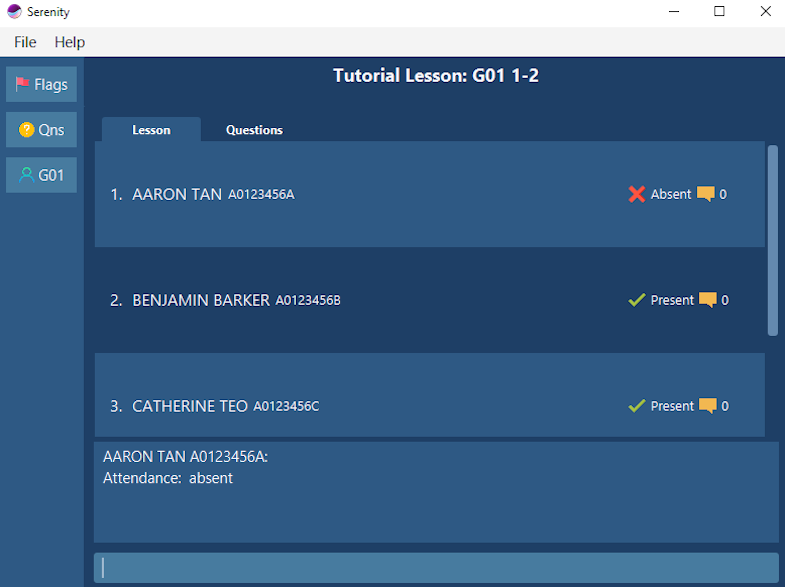 Serenity
File Help
Tutorial Lesson: G01 1-2
Flags
Qns
G01
Lesson Questions
1. AARON TAN A0123456A Absent 0
2. BENJAMIN BARKER A0123456B Present 0
3. CATHERINE TEO A0123456C Present 0
AARON TAN A0123456A:
Attendance: absent